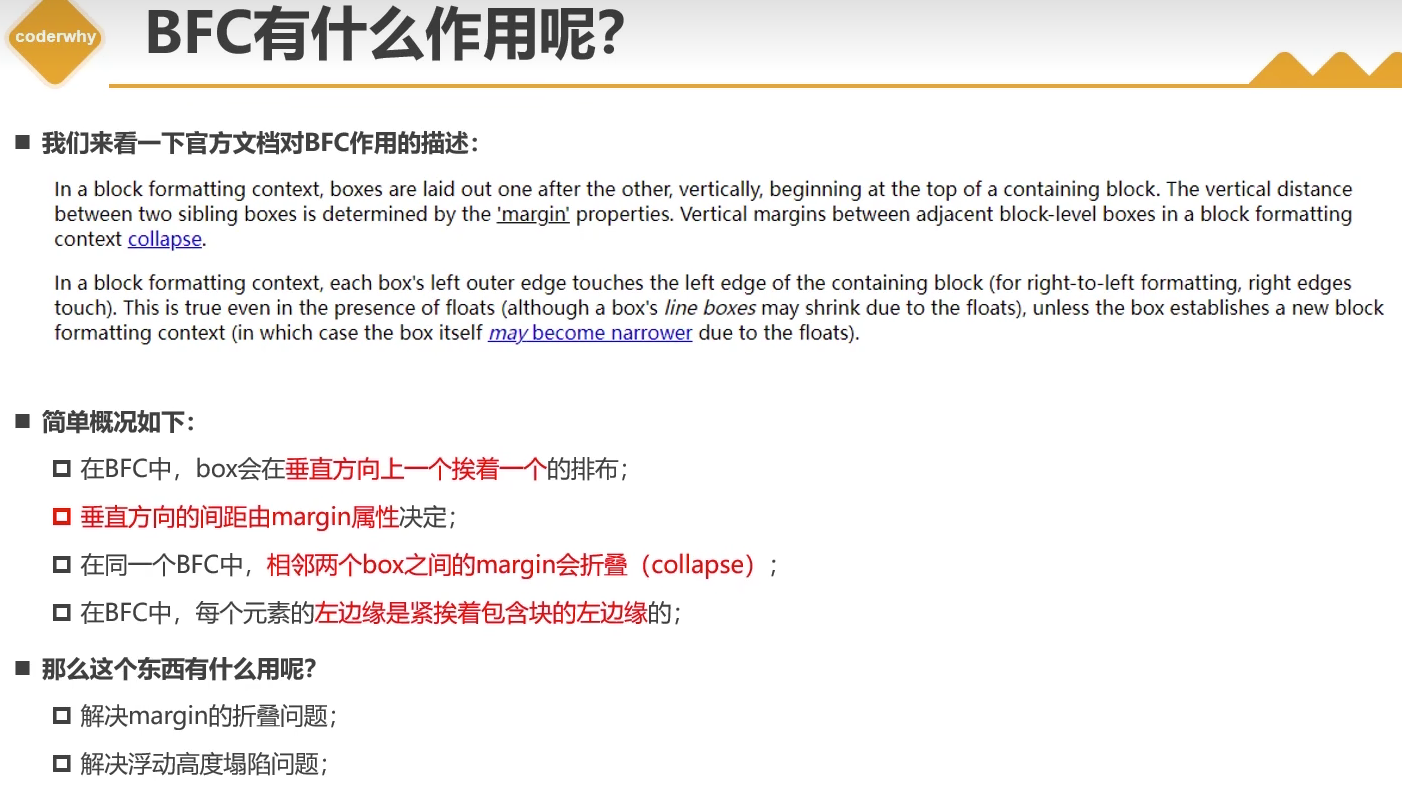 coderwhy
BFC有什么作用呢?
我们来看一下官方文档对BFC作用的描述：
In a block formatting context, boxes are laid out one after the other, vertically, beginning at the top of a containing block. The vertical distance
between two sibling boxes is determined by the 'margin' properties. Vertical margins between adjacent block-level boxes in a block formatting
context collapse.
In a block formatting context, each box's left outer edge touches the left edge of the containing block (for right-to-left formatting, right edges
touch). This is true even in the presence of floats (although a box's line boxes may shrink due to the floats), unless the box establishes a new block
formatting context (in which case the box itself may become narrower due to the floats).
简单概况如下：
在BFC中，box会在垂直方向上一个挨着一个的排布；
垂直方向的间距由margin属性决定；
在同一个BFC中，相邻两个box之间的margin会折叠（collapse）；
在BFC中，每个元素的左边缘是紧挨着包含块的左边缘的；
那么这个东西有什么用呢？
解决margin的折叠问题；
解决浮动高度塌陷问题；